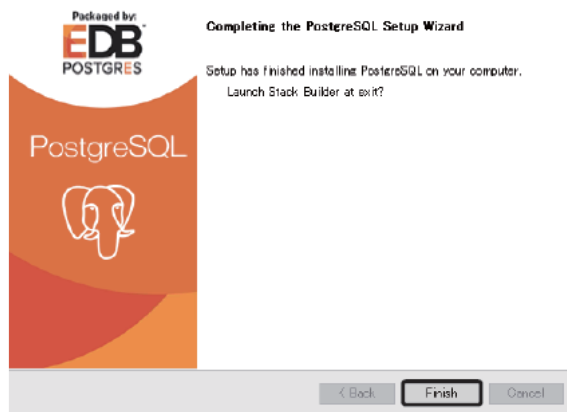 Packaged by:
EDB
POSTGRES
PostgreSQL
Completing the PostgreSQL Setup Wizard
Setup has finished installing PostgreSQL on your computer.
Launch Stack Builder at exit?
< Back
Finish
Cancel